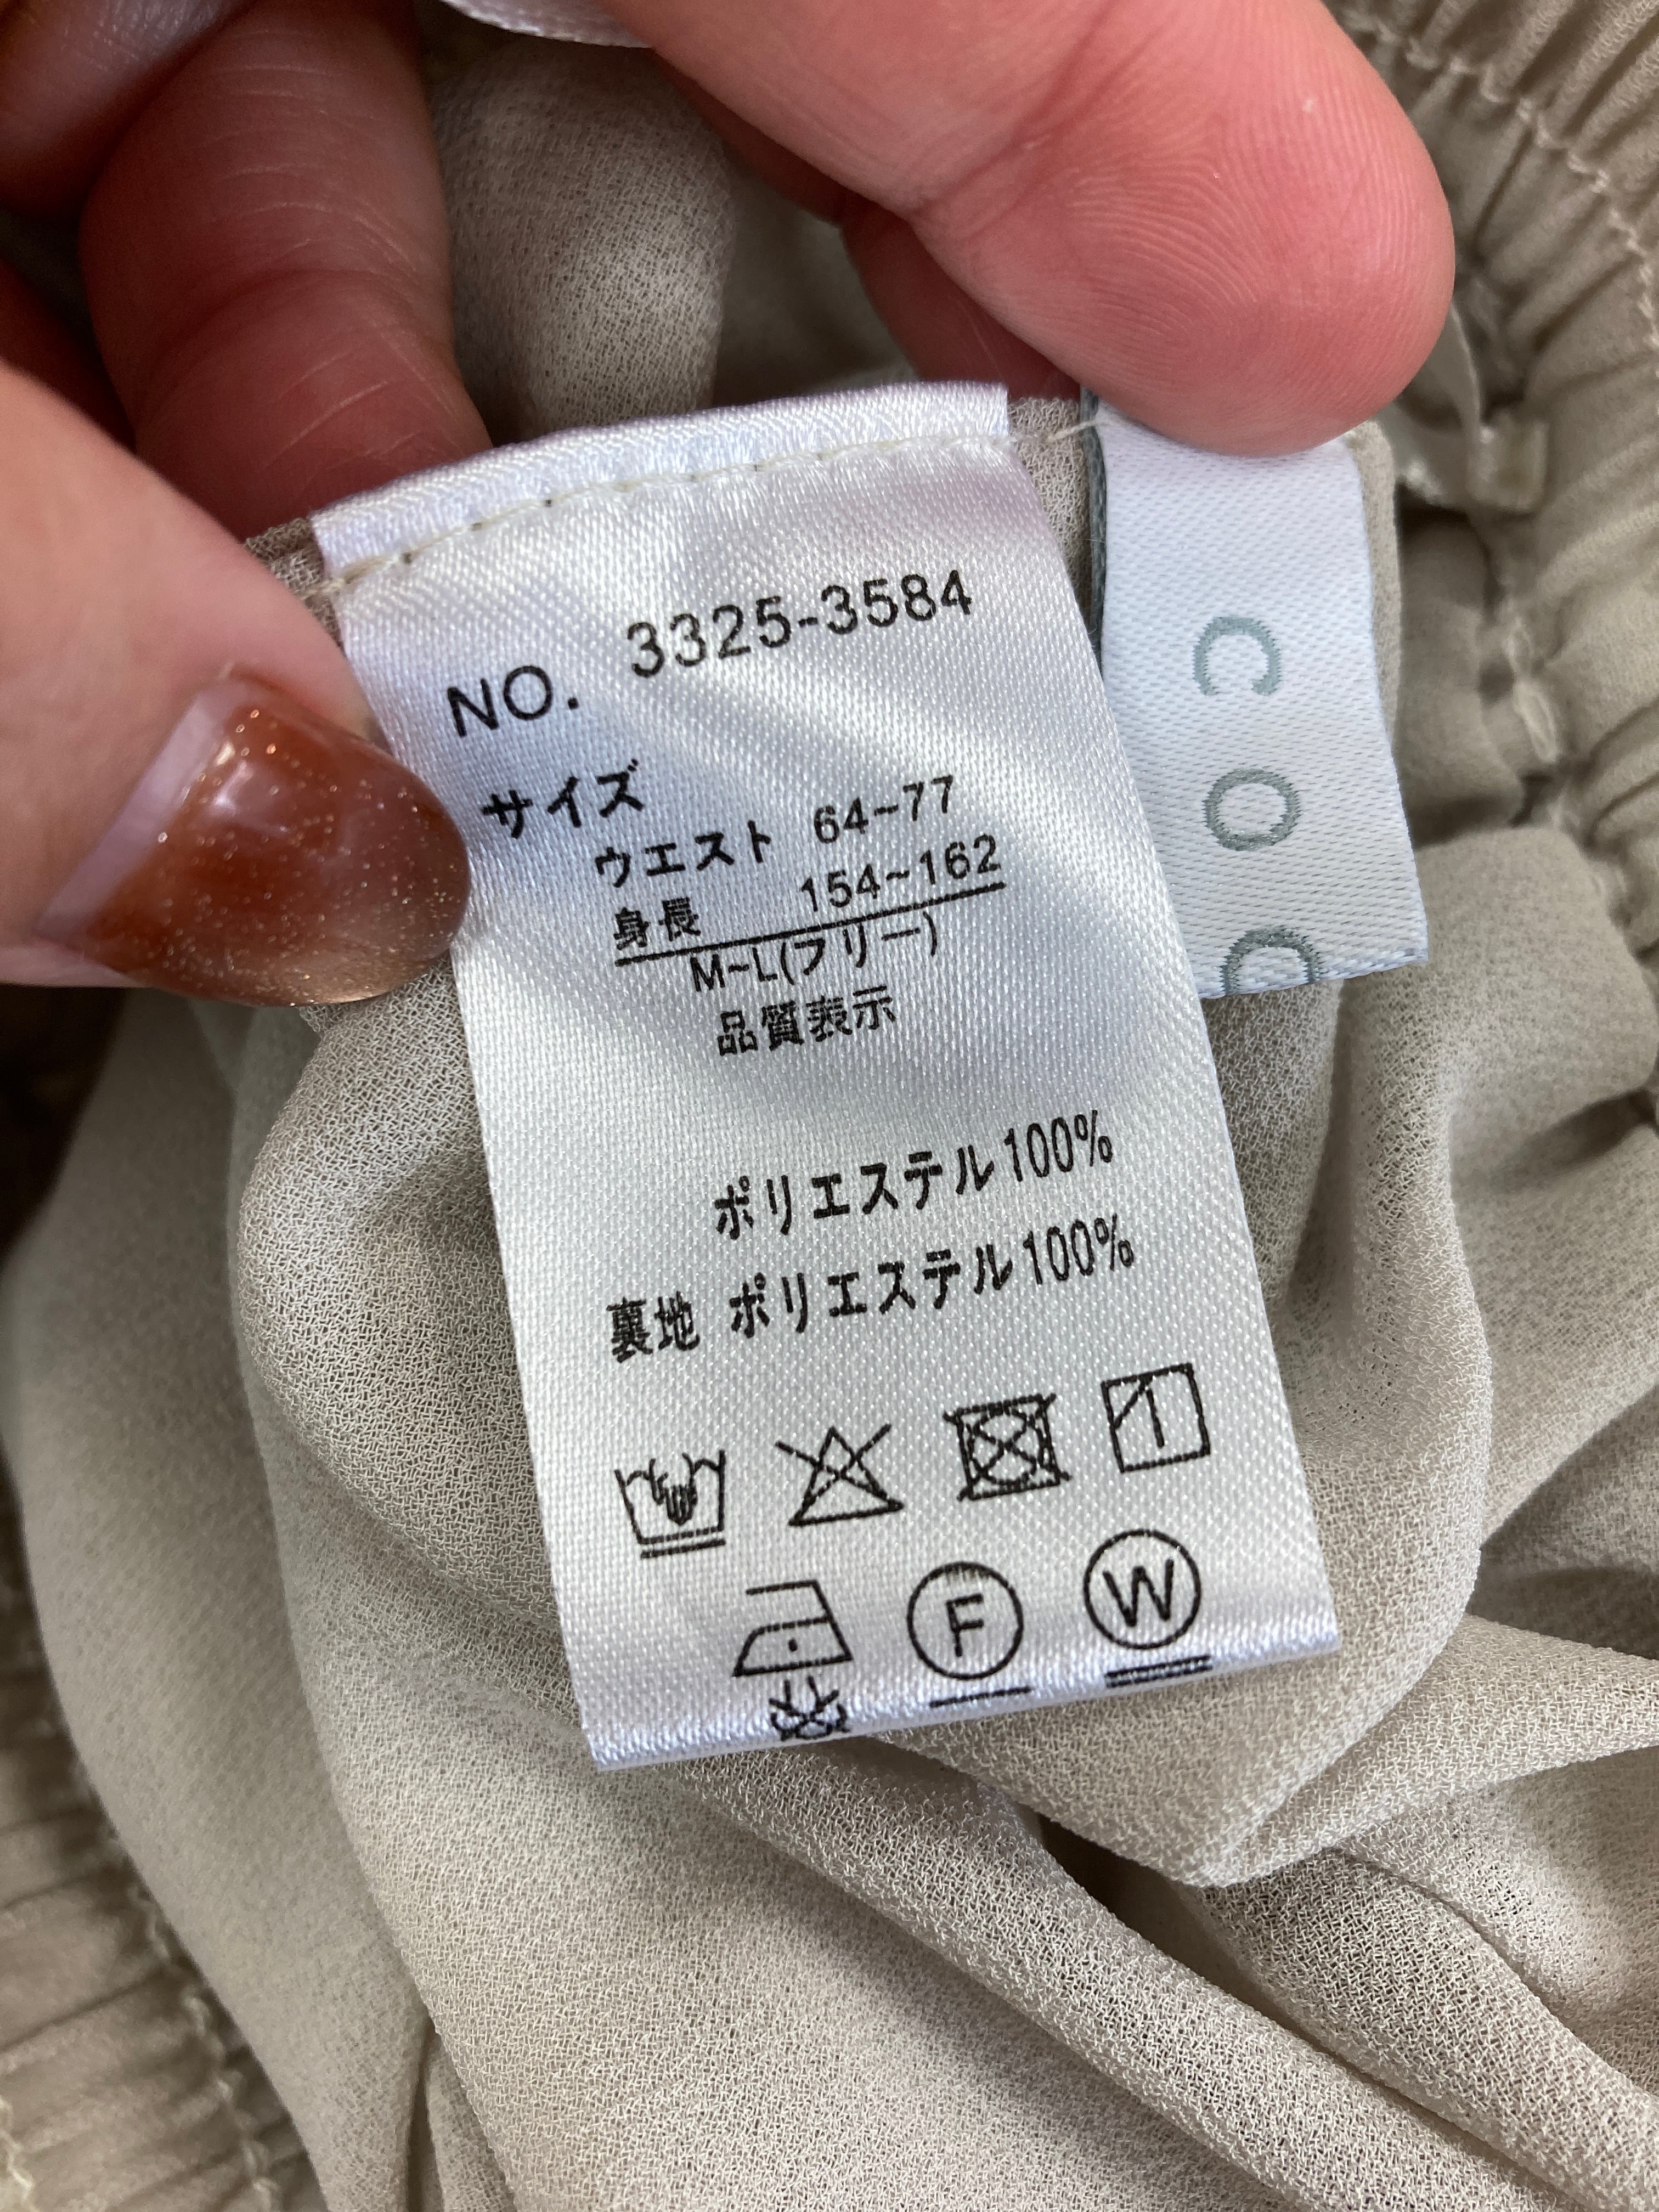 NO. 3325-3584
サイズ
ウエスト 64~77
身長 154~162
M~L(フリー)
品質表示
ポリエステル100%
裏地 ポリエステル100%
F
W
C O